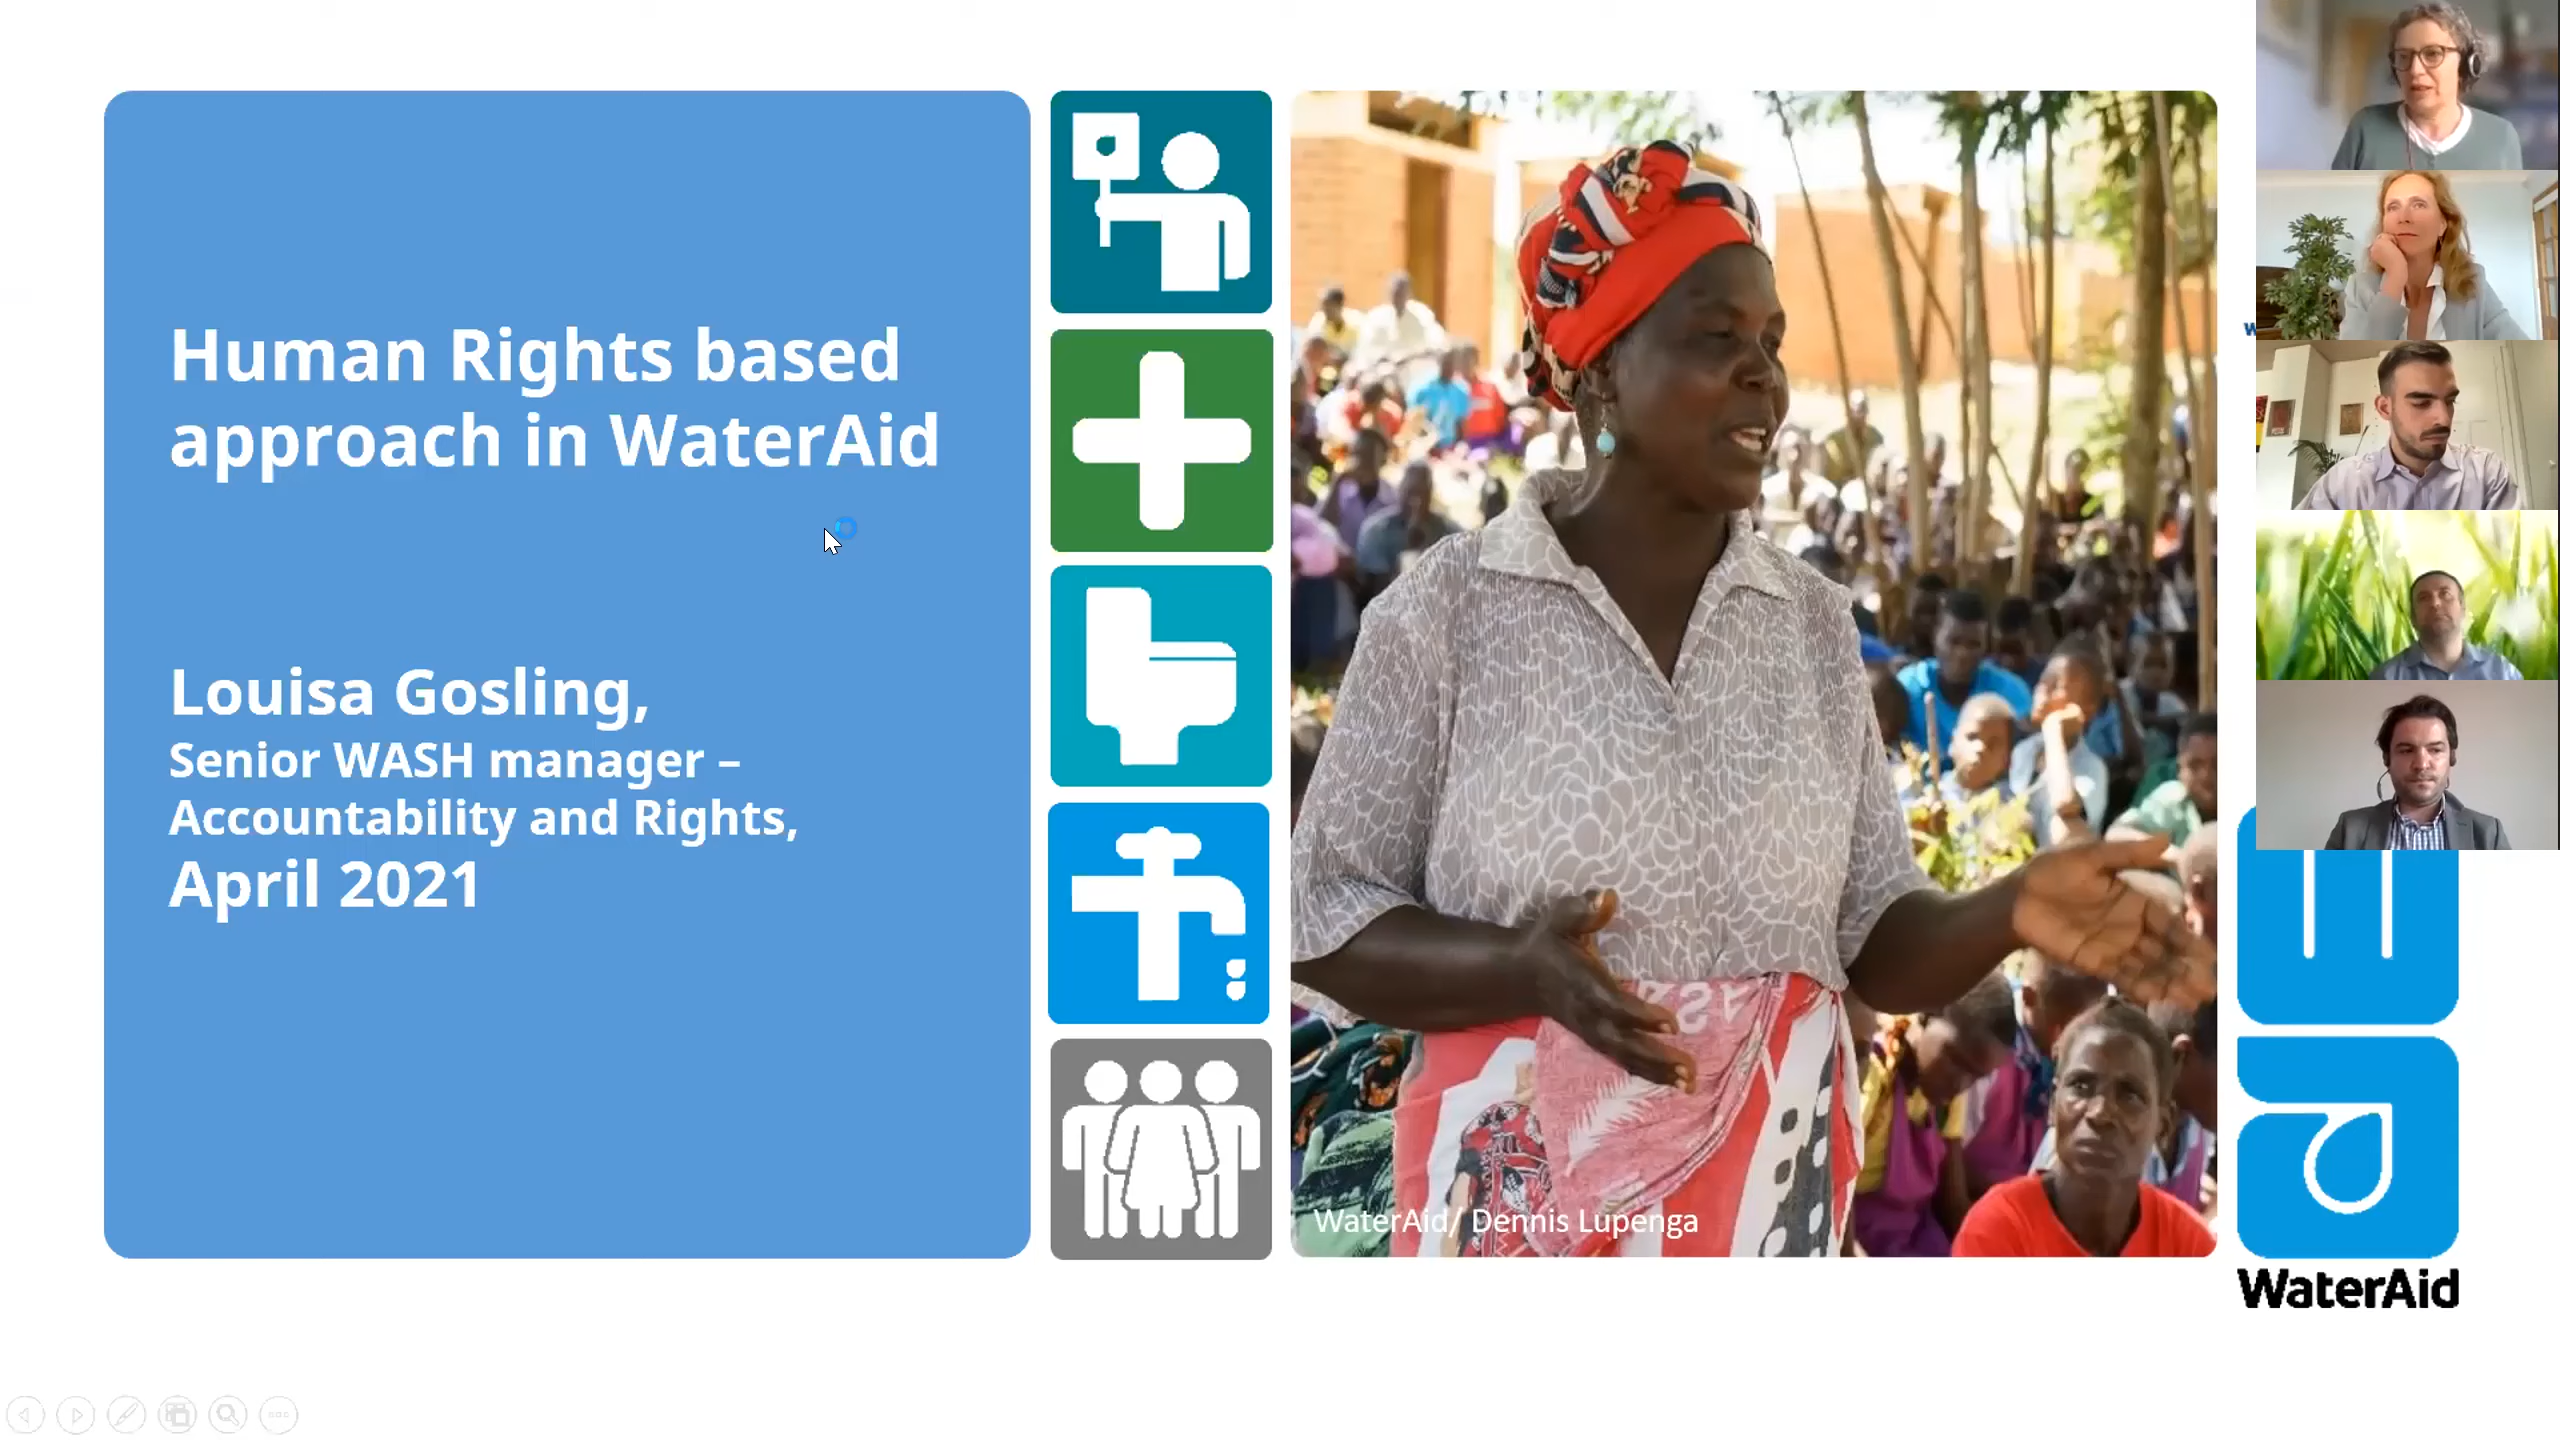 Human Rights based
approach in WaterAid
Louisa Gosling,
Senior WASH manager –
Accountability and Rights,
April 2021
WaterAid/ Dennis Lupenga
WaterAid